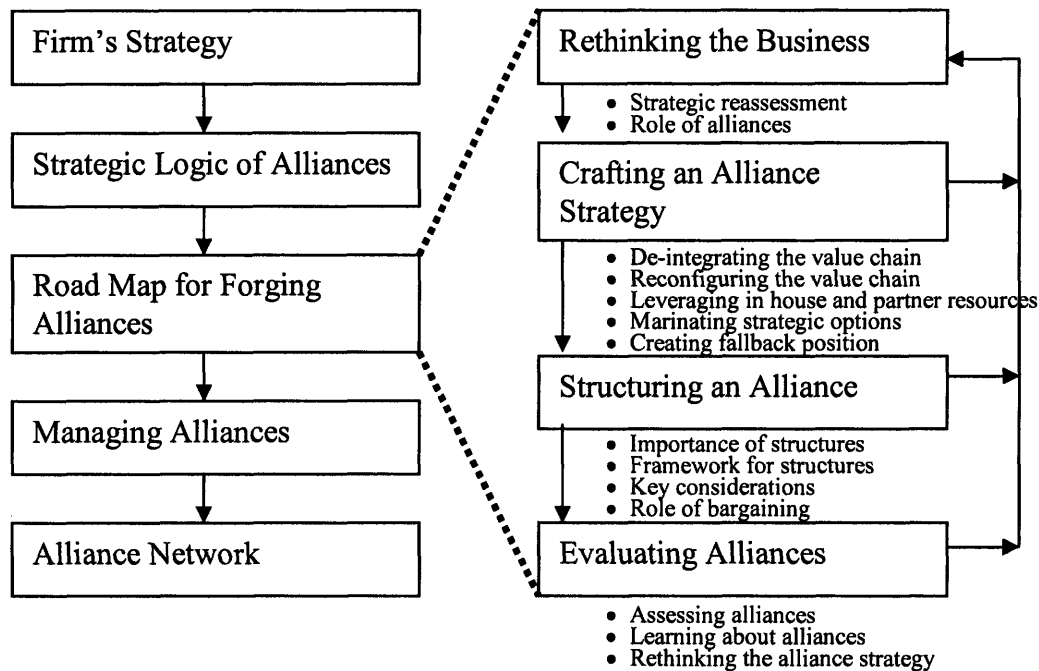 Firm's Strategy
Strategic Logic of Alliances
Road Map for Forging
Alliances
Managing Alliances
Alliance Network
Rethinking the Business
• Strategic reassessment
• Role of alliances
Crafting an Alliance
Strategy
• De-integrating the value chain
• Reconfiguring the value chain
• Leveraging in house and partner resources
• Marinating strategic options
• Creating fallback position
Structuring an Alliance
• Importance of structures
• Framework for structures
• Key considerations
• Role of bargaining
Evaluating Alliances
• Assessing alliances
• Learning about alliances
• Rethinking the alliance strategy